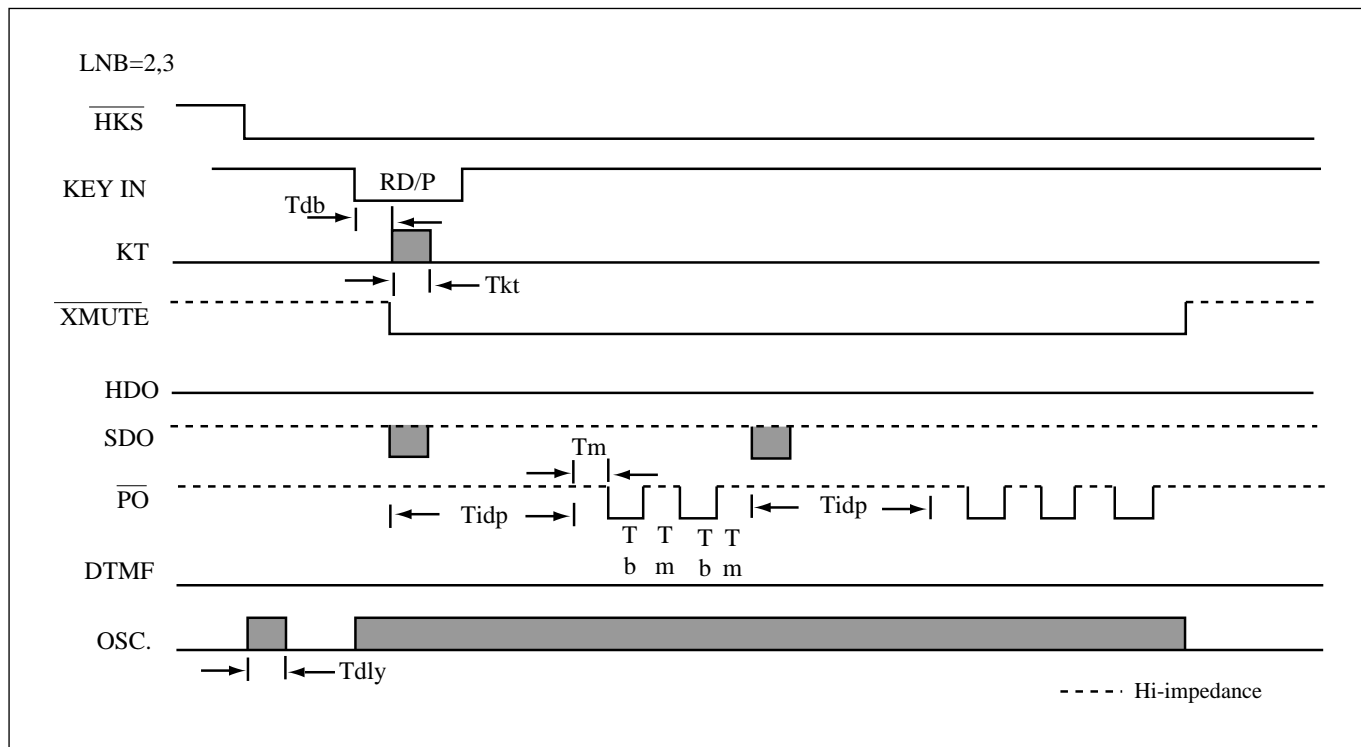 LNB=2,3
HKS
KEY IN
RD/P
Tdb
KT
Tkt
XMUTE
HDO
SDO
Tm
PO
Tidp
Tidp
T T T T
b m b m
DTMF
OSC.
Tdly
Hi-impedance